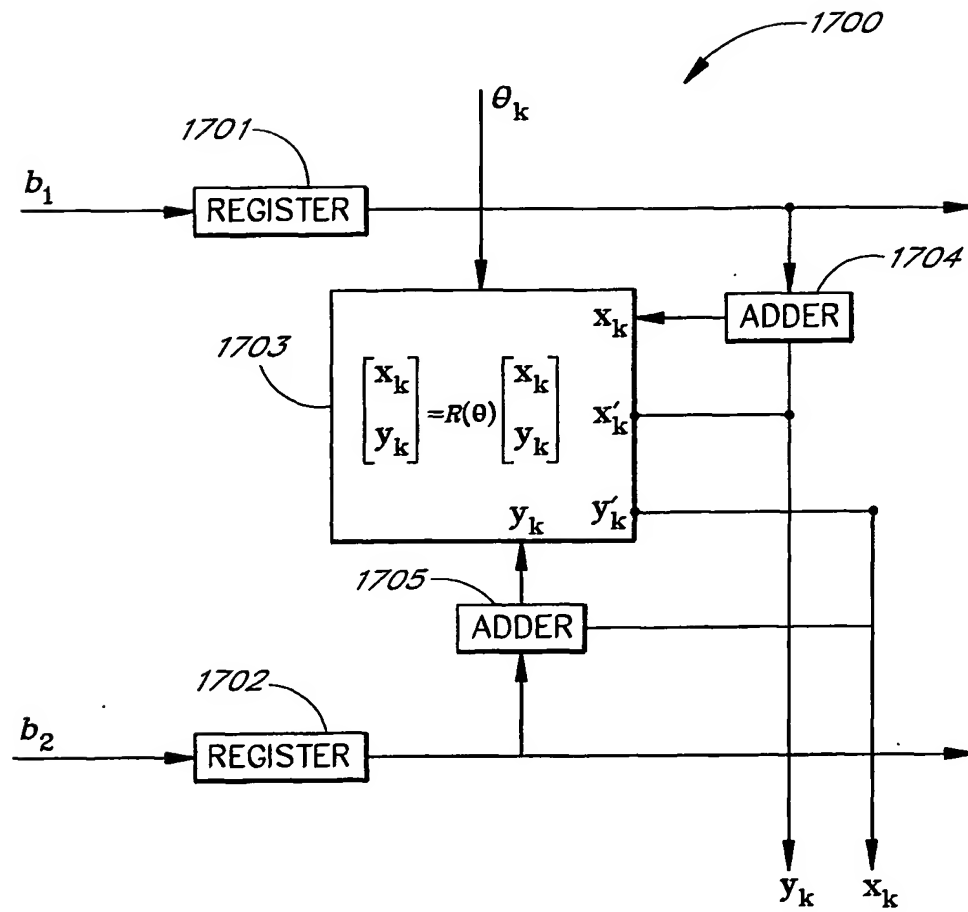 1700
θk
1701
b1
REGISTER
1704
xk
ADDER
1703
[xk yk] =R(θ) [xk yk]
x′k
yk
y′k
1705
ADDER
1702
b2
REGISTER
yk
xk